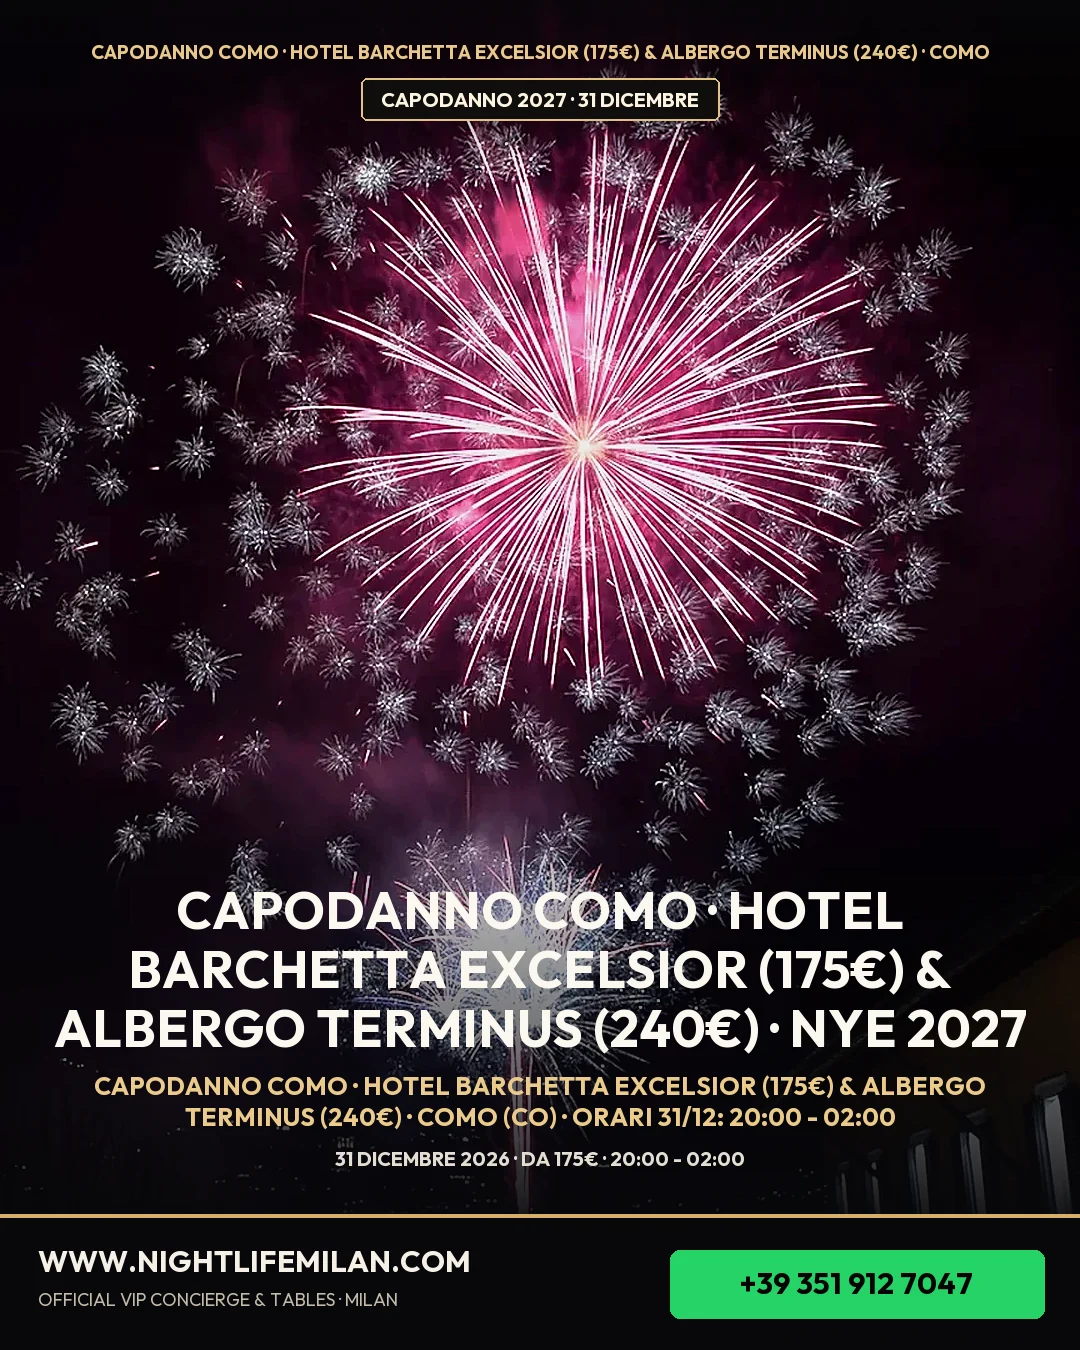 CAPODANNO COMO · HOTEL BARCHETTA EXCELSIOR (175€) & ALBERGO TERMINUS (240€) · COMO
CAPODANNO 2027 · 31 DICEMBRE
CAPODANNO COMO · HOTEL
BARCHETTA EXCELSIOR (175€) &
ALBERGO TERMINUS (240€) · NYE 2027
CAPODANNO COMO · HOTEL BARCHETTA EXCELSIOR (175€) & ALBERGO
TERMINUS (240€) · COMO (CO) · ORARI 31/12: 20:00 - 02:00
31 DICEMBRE 2026 · DA 175€ · 20:00 - 02:00
WWW.NIGHTLIFEMILAN.COM
+39 351 912 7047
OFFICIAL VIP CONCIERGE & TABLES · MILAN